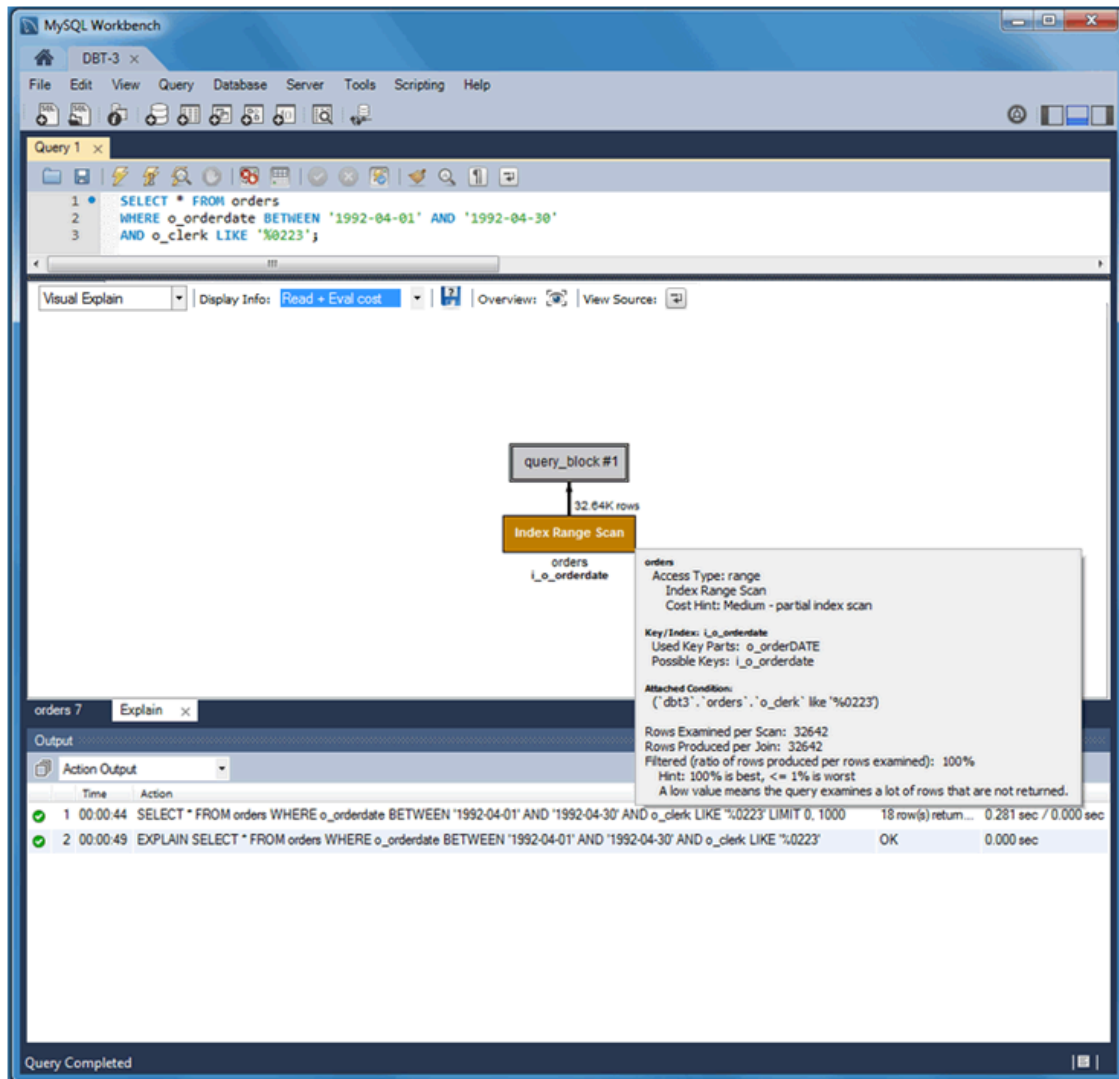 MySQL Workbench
DBT-3
File Edit View Query Database Server Tools Scripting Help
Query 1
1 SELECT * FROM orders
2 WHERE o_orderdate BETWEEN '1992-04-01' AND '1992-04-30'
3 AND o_clerk LIKE '%0223';
Visual Explain Display Info: Read + Eval cost Overview: View Source:
query_block #1
32.64K rows
Index Range Scan
orders
i_o_orderdate
orders
Access Type: range
Index Range Scan
Cost Hint: Medium - partial index scan
Key/Index: i_o_orderdate
Used Key Parts: o_orderDATE
Possible Keys: i_o_orderdate
Attached Condition:
(`dbt3`.`orders`.`o_clerk` like '%0223')
Rows Examined per Scan: 32642
Rows Produced per Join: 32642
Filtered (ratio of rows produced per rows examined): 100%
Hint: 100% is best, <= 1% is worst
A low value means the query examines a lot of rows that are not returned.
orders 7 Explain
Output
Action Output
Time Action
1 00:00:44 SELECT * FROM orders WHERE o_orderdate BETWEEN '1992-04-01' AND '1992-04-30' AND o_clerk LIKE '%0223' LIMIT 0, 1000 18 row(s) return... 0.281 sec / 0.000 sec
2 00:00:49 EXPLAIN SELECT * FROM orders WHERE o_orderdate BETWEEN '1992-04-01' AND '1992-04-30' AND o_clerk LIKE '%0223' OK 0.000 sec
Query Completed